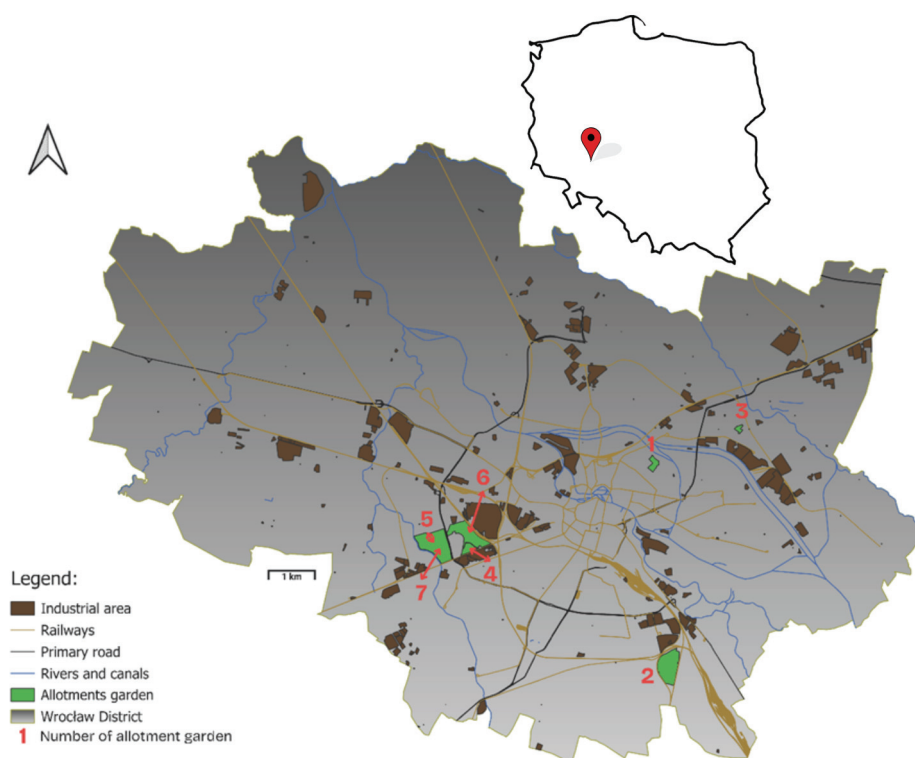 3
1
6
5
4
7
2
1 km
Legend:
Industrial area
Railways
Primary road
Rivers and canals
Allotments garden
Wrocław District
1 Number of allotment garden